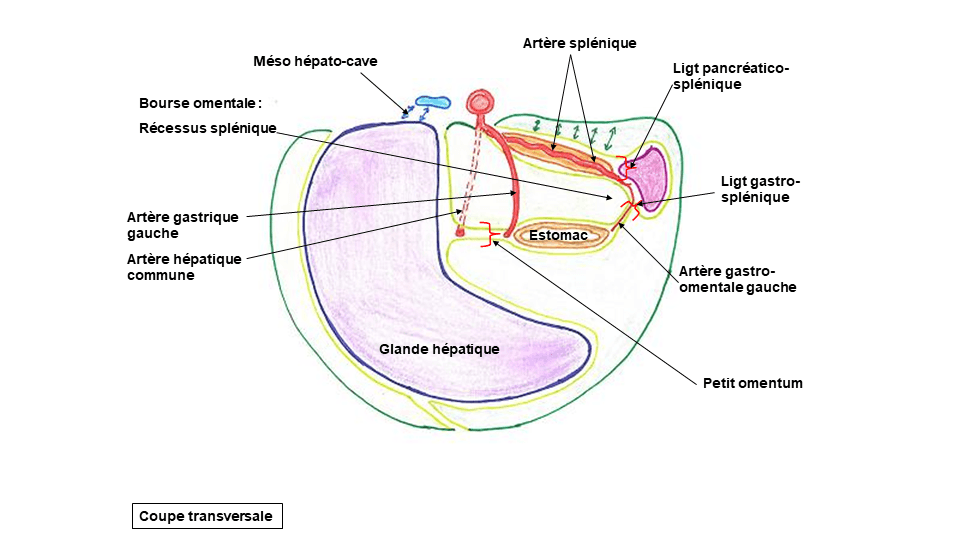 Artère splénique
Méso hépato-cave
Ligt pancréatico-
splénique
Bourse omentale :
Récessus splénique
Ligt gastro-
splénique
Artère gastrique
gauche
Estomac
Artère hépatique
commune
Artère gastro-
omentale gauche
Glande hépatique
Petit omentum
Coupe transversale